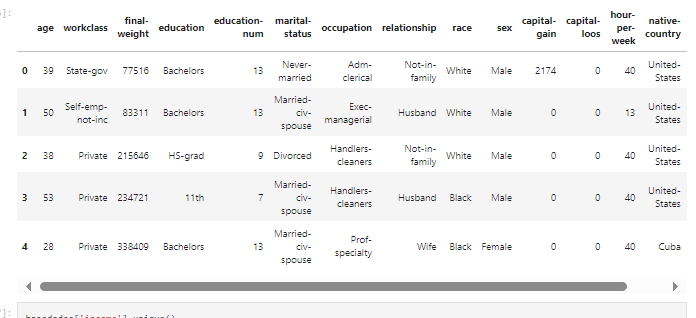 ]:
age workclass final-weight education education-num marital-status occupation relationship race sex capital-gain capital-loos hour-per-week native-country
0 39 State-gov 77516 Bachelors 13 Never-married Adm-clerical Not-in-family White Male 2174 0 40 United-States
1 50 Self-emp-not-inc 83311 Bachelors 13 Married-civ-spouse Exec-managerial Husband White Male 0 0 13 United-States
2 38 Private 215646 HS-grad 9 Divorced Handlers-cleaners Not-in-family White Male 0 0 40 United-States
3 53 Private 234721 11th 7 Married-civ-spouse Handlers-cleaners Husband Black Male 0 0 40 United-States
4 28 Private 338409 Bachelors 13 Married-civ-spouse Prof-specialty Wife Black Female 0 0 40 Cuba
]: